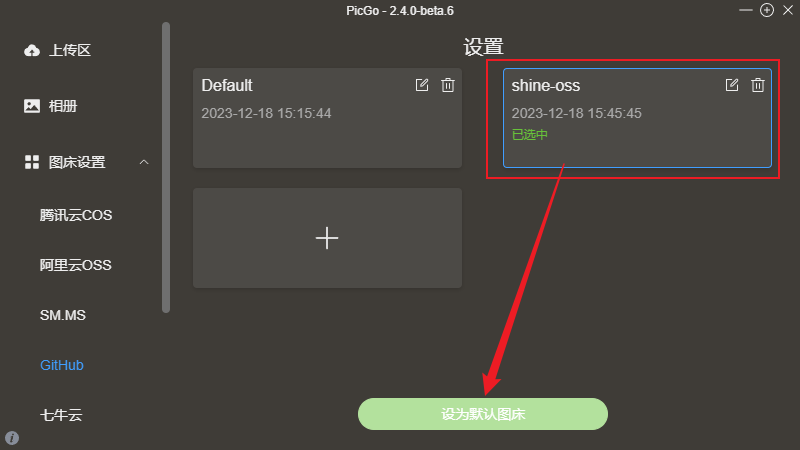 PicGo - 2.4.0-beta.6
上传区
相册
图床设置
腾讯云COS
阿里云OSS
SM.MS
GitHub
七牛云
设置
Default
2023-12-18 15:15:44
shine-oss
2023-12-18 15:45:45
已选中
设为默认图床